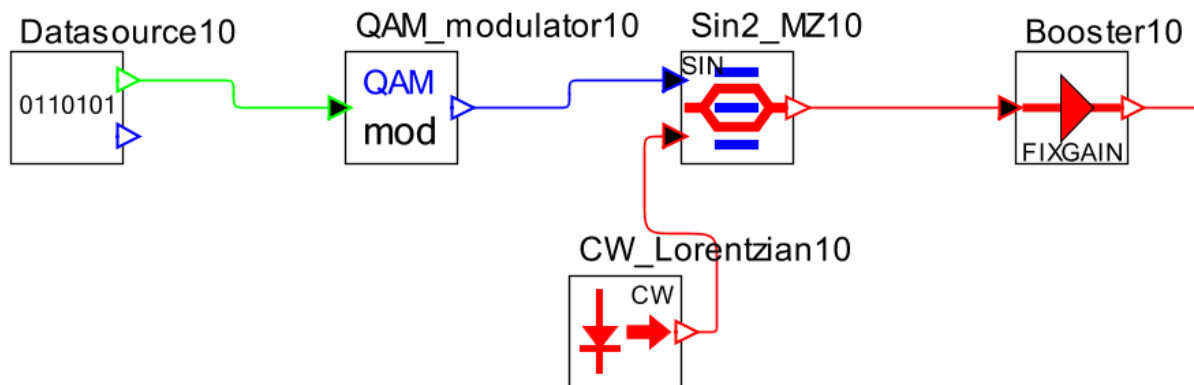 Datasource10
0110101
QAM_modulator10
QAM
mod
Sin2_MZ10
SIN
Booster10
FIXGAIN
CW_Lorentzian10
CW